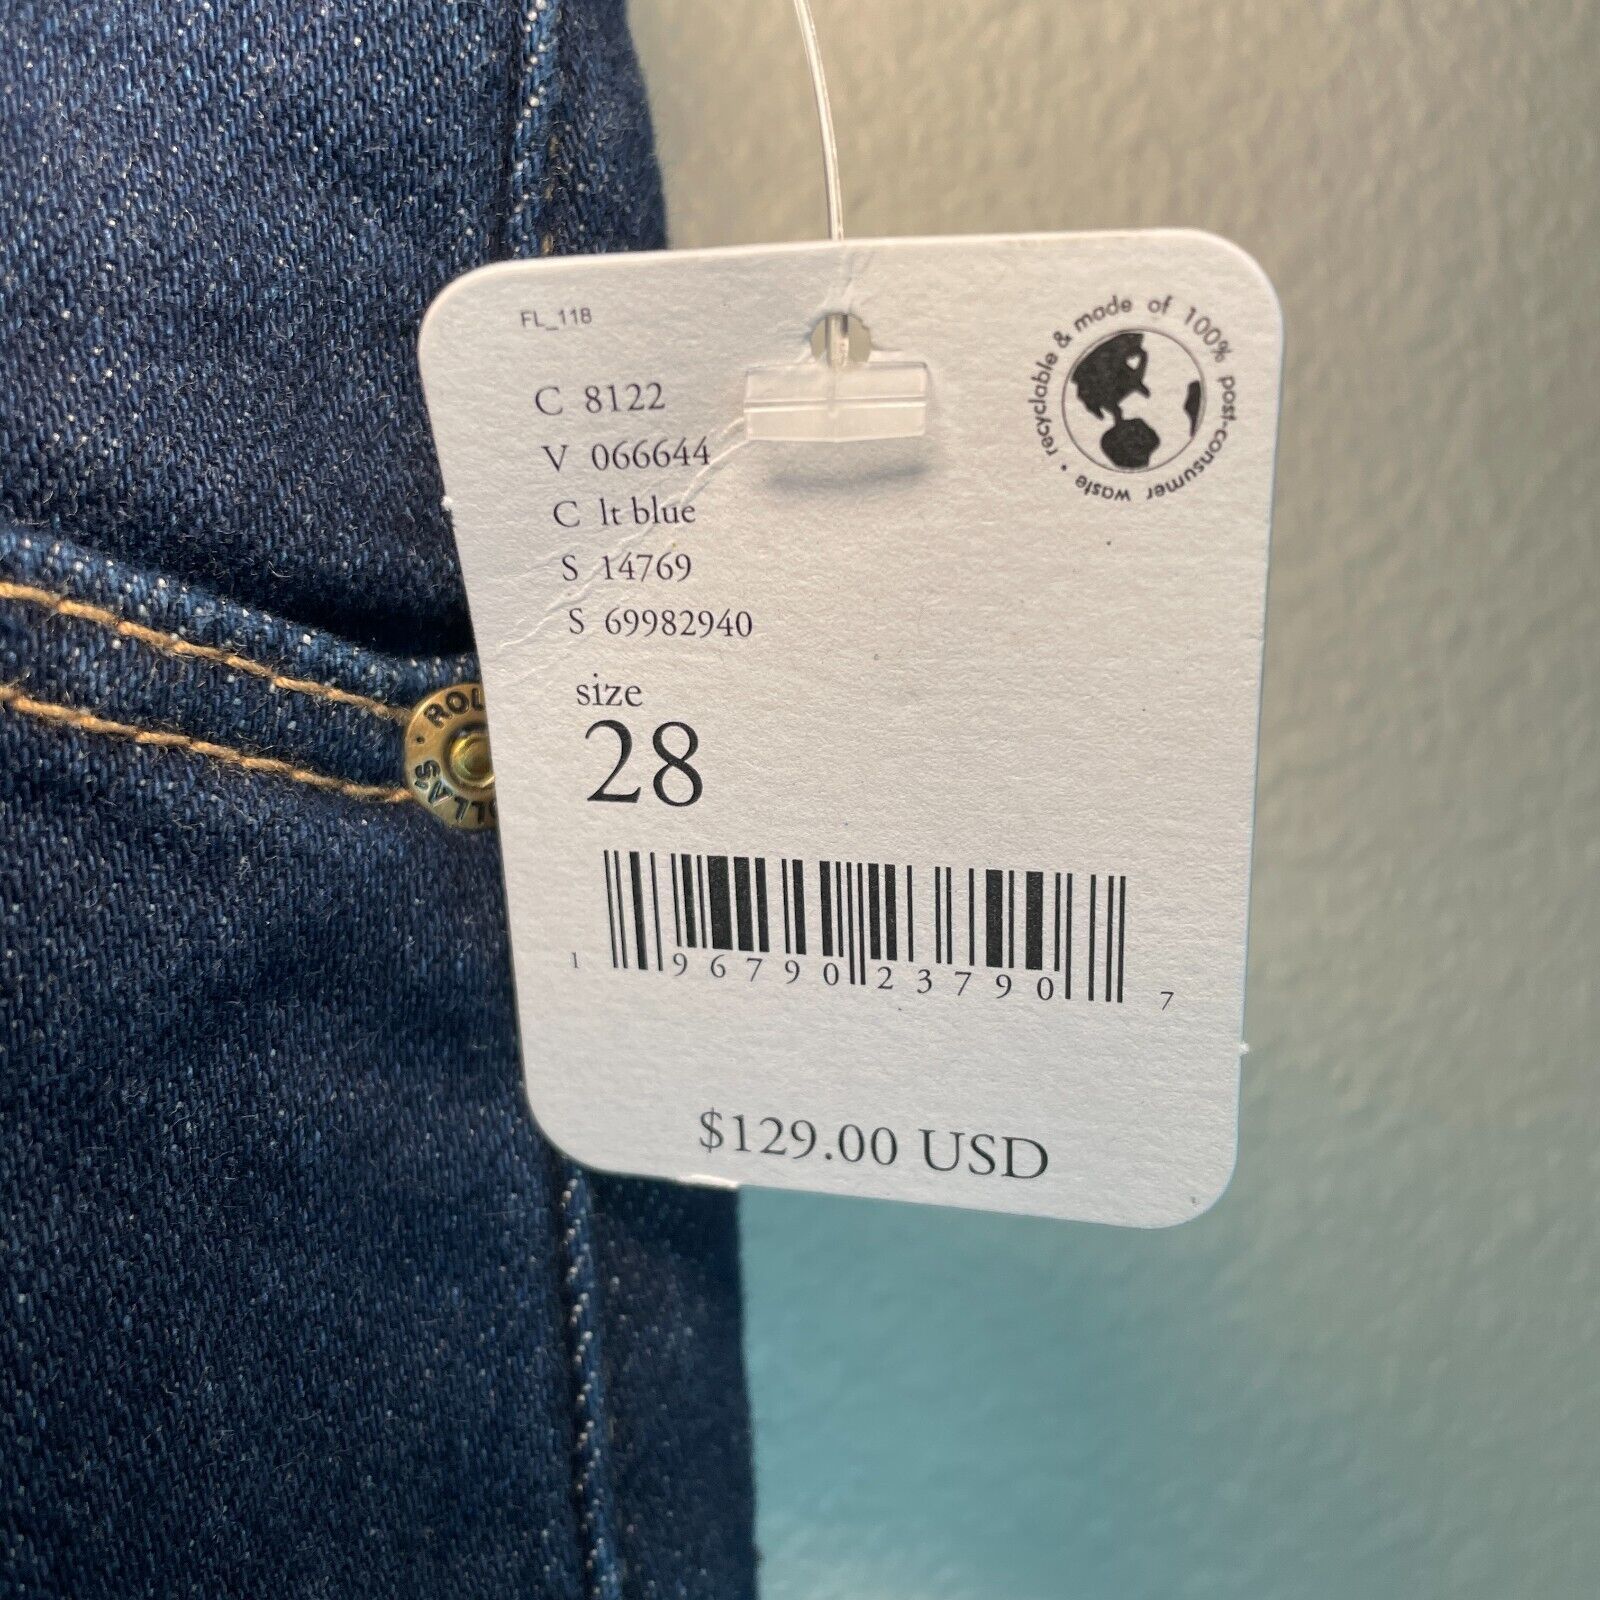 FL_118
recyclable & made of 100% post-consumer waste •
C 8122
V 066644
C lt blue
S 14769
S 69982940
size
28
1 96790 23790 7
$129.00 USD